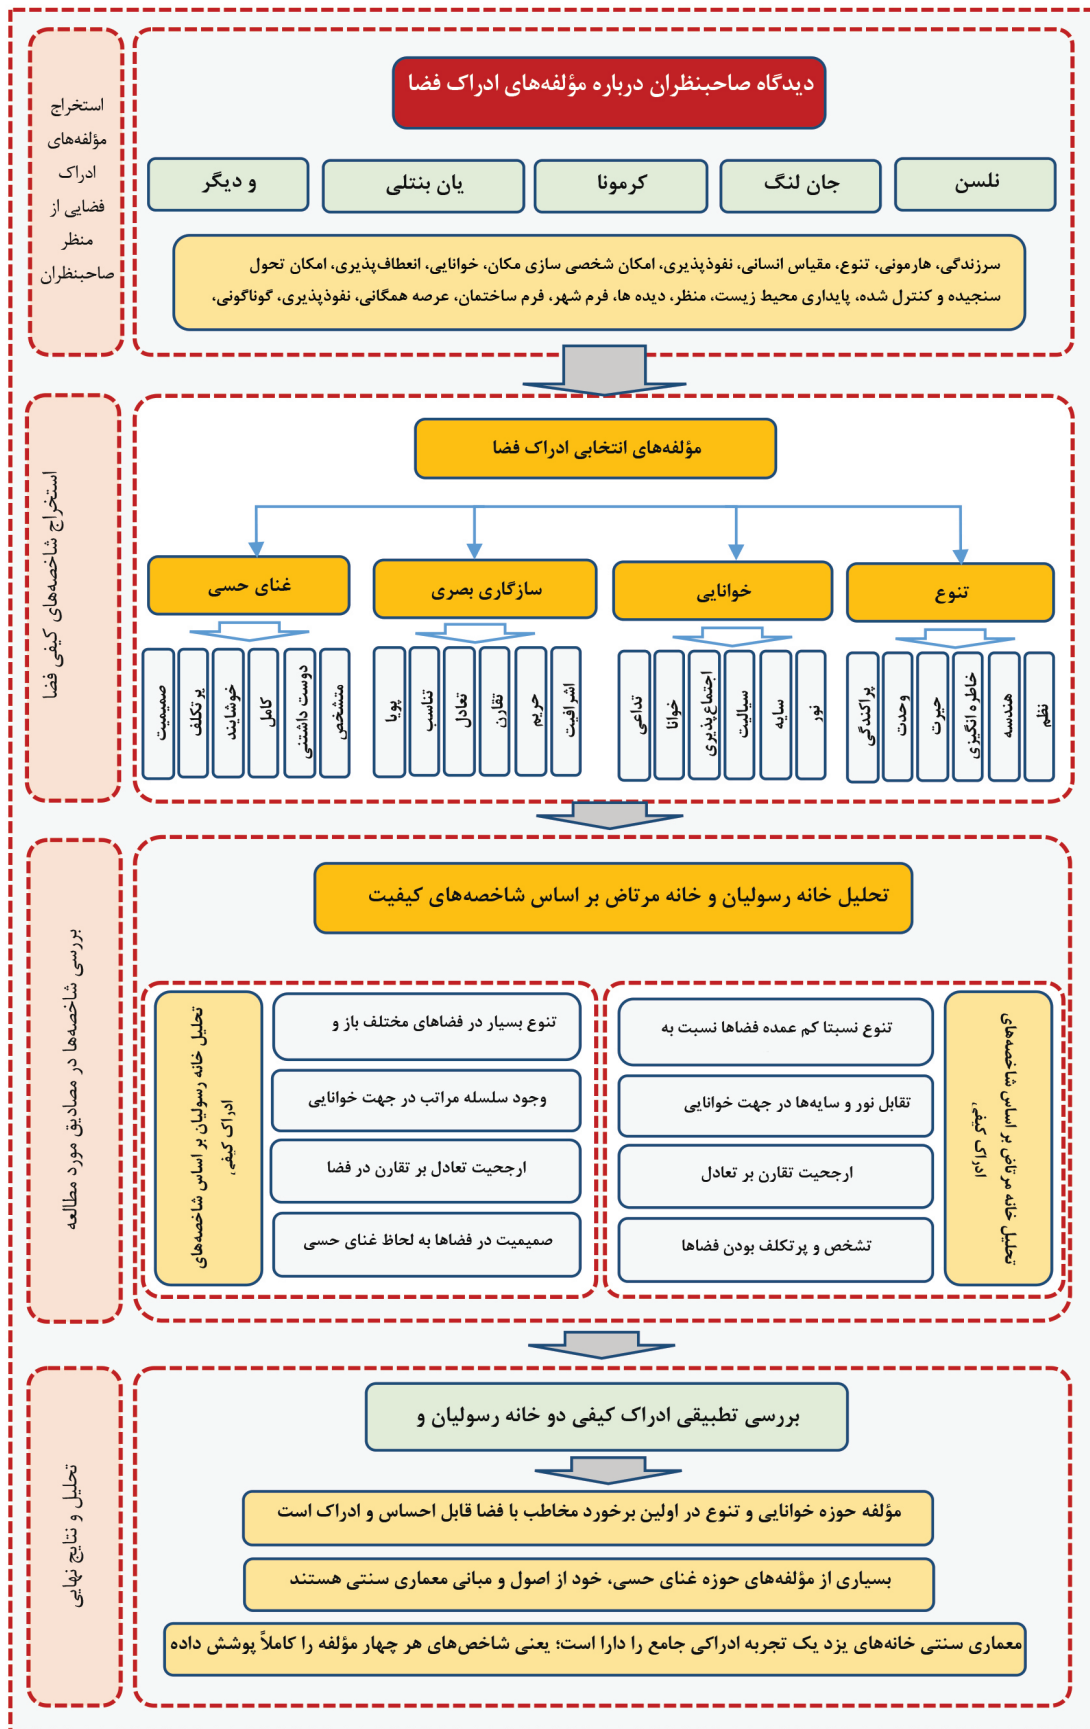 دیدگاه صاحبنظران درباره مؤلفه‌های ادراک فضا
استخراج
مؤلفه‌های
ادراک
فضایی از
منظر
صاحبنظران
نلسن
جان لنگ
کرمونا
یان بنتلی
و دیگر
سرزندگی، هارمونی، تنوع، مقیاس انسانی، نفوذپذیری، امکان شخصی سازی مکان، خوانایی، انعطاف‌پذیری، امکان تحول
سنجیده و کنترل شده، پایداری محیط زیست، منظر، دیده ها، فرم شهر، فرم ساختمان، عرصه همگانی، نفوذپذیری، گوناگونی،
استخراج شاخصه‌های کیفی فضا
مؤلفه‌های انتخابی ادراک فضا
تنوع
خوانایی
سازگاری بصری
غنای حسی
نظم
هندسه
خاطره انگیزی
حیرت
وحدت
پراکندگی
نور
سایه
سیالیت
اجتماع‌پذیری
خوانا
تداعی
اشرافیت
حریم
تقارن
تعادل
تناسب
پویا
متشخص
دوست داشتنی
کامل
خوشایند
پرتکلف
صمیمیت
بررسی شاخصه‌ها در مصادیق مورد مطالعه
تحلیل خانه رسولیان و خانه مرتاض بر اساس شاخصه‌های کیفیت
تحلیل خانه مرتاض بر اساس شاخصه‌های
ادراک کیفی
تنوع نسبتا کم عمده فضاها نسبت به
تقابل نور و سایه‌ها در جهت خوانایی
ارجحیت تقارن بر تعادل
تشخص و پرتکلف بودن فضاها
تنوع بسیار در فضاهای مختلف باز و
وجود سلسله مراتب در جهت خوانایی
ارجحیت تعادل بر تقارن در فضا
صمیمیت در فضاها به لحاظ غنای حسی
تحلیل خانه رسولیان بر اساس شاخصه‌های
ادراک کیفی
تحلیل و نتایج نهایی
بررسی تطبیقی ادراک کیفی دو خانه رسولیان و
مؤلفه حوزه خوانایی و تنوع در اولین برخورد مخاطب با فضا قابل احساس و ادراک است
بسیاری از مؤلفه‌های حوزه غنای حسی، خود از اصول و مبانی معماری سنتی هستند
معماری سنتی خانه‌های یزد یک تجربه ادراکی جامع را دارا است؛ یعنی شاخص‌های هر چهار مؤلفه را کاملاً پوشش داده